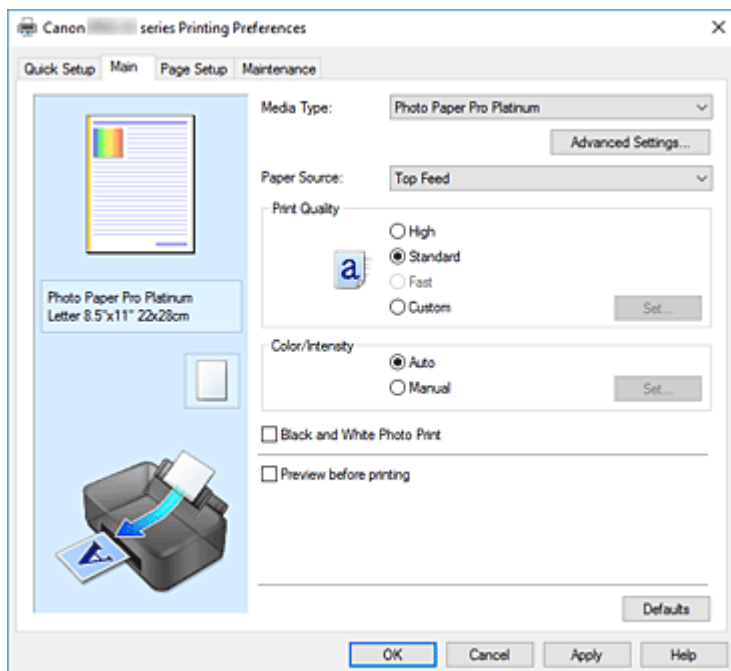 Canon series Printing Preferences
Quick Setup Main Page Setup Maintenance
Media Type: Photo Paper Pro Platinum
Advanced Settings...
Paper Source: Top Feed
Print Quality
High
Standard
Fast
Custom Set...
Photo Paper Pro Platinum
Letter 8.5"x11" 22x28cm
Color/Intensity
Auto
Manual Set...
Black and White Photo Print
Preview before printing
Defaults
OK Cancel Apply Help
a
A